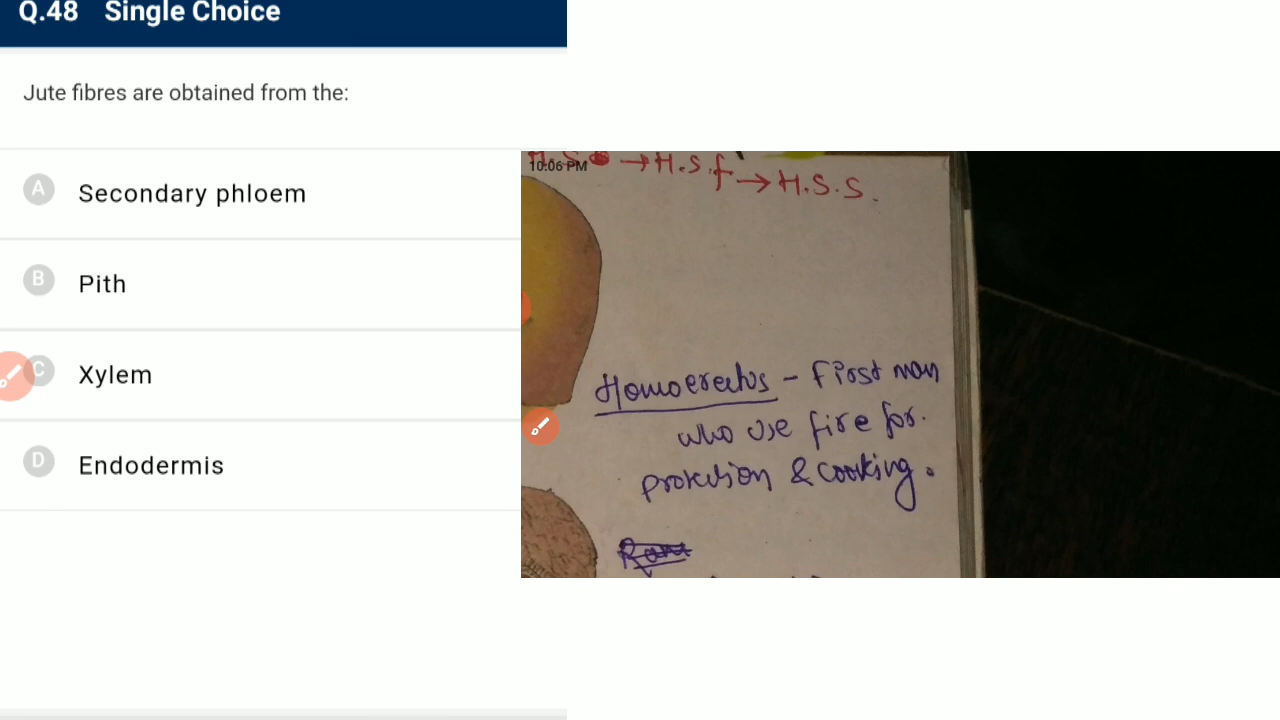 Q.48 Single Choice
Jute fibres are obtained from the:
A Secondary phloem
B Pith
C Xylem
D Endodermis
10:06 PM
→ H.S.f → H.S.S.
Homoerectus - First man
who use fire for.
protection & cooking.